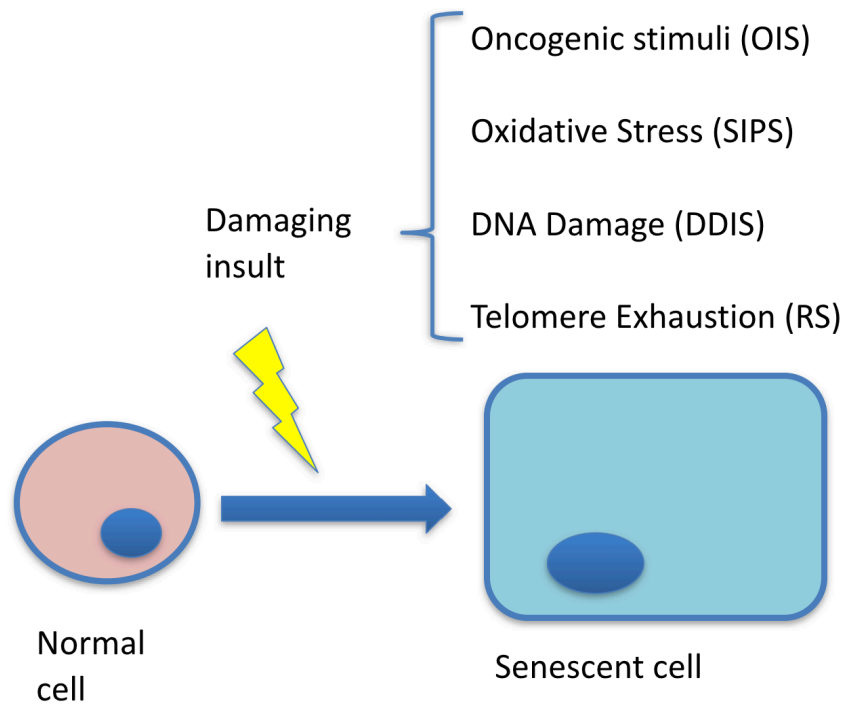 Oncogenic stimuli (OIS)
Oxidative Stress (SIPS)
Damaging
insult
DNA Damage (DDIS)
Telomere Exhaustion (RS)
Normal
cell
Senescent cell